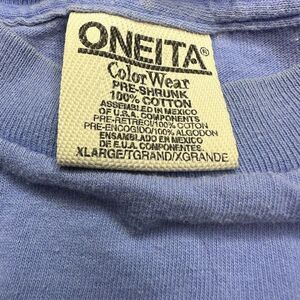 ONEITA®
Color Wear
PRE-SHRUNK
100% COTTON
ASSEMBLED IN MEXICO
OF U.S.A. COMPONENTS
PRE-RETRECI/100% COTON
PRE-ENCOGIDO/100% ALGODON
ENSAMBLADO EN MEXICO
DE E.U.A. COMPONENTES
XLARGE/TGRAND/XGRANDE